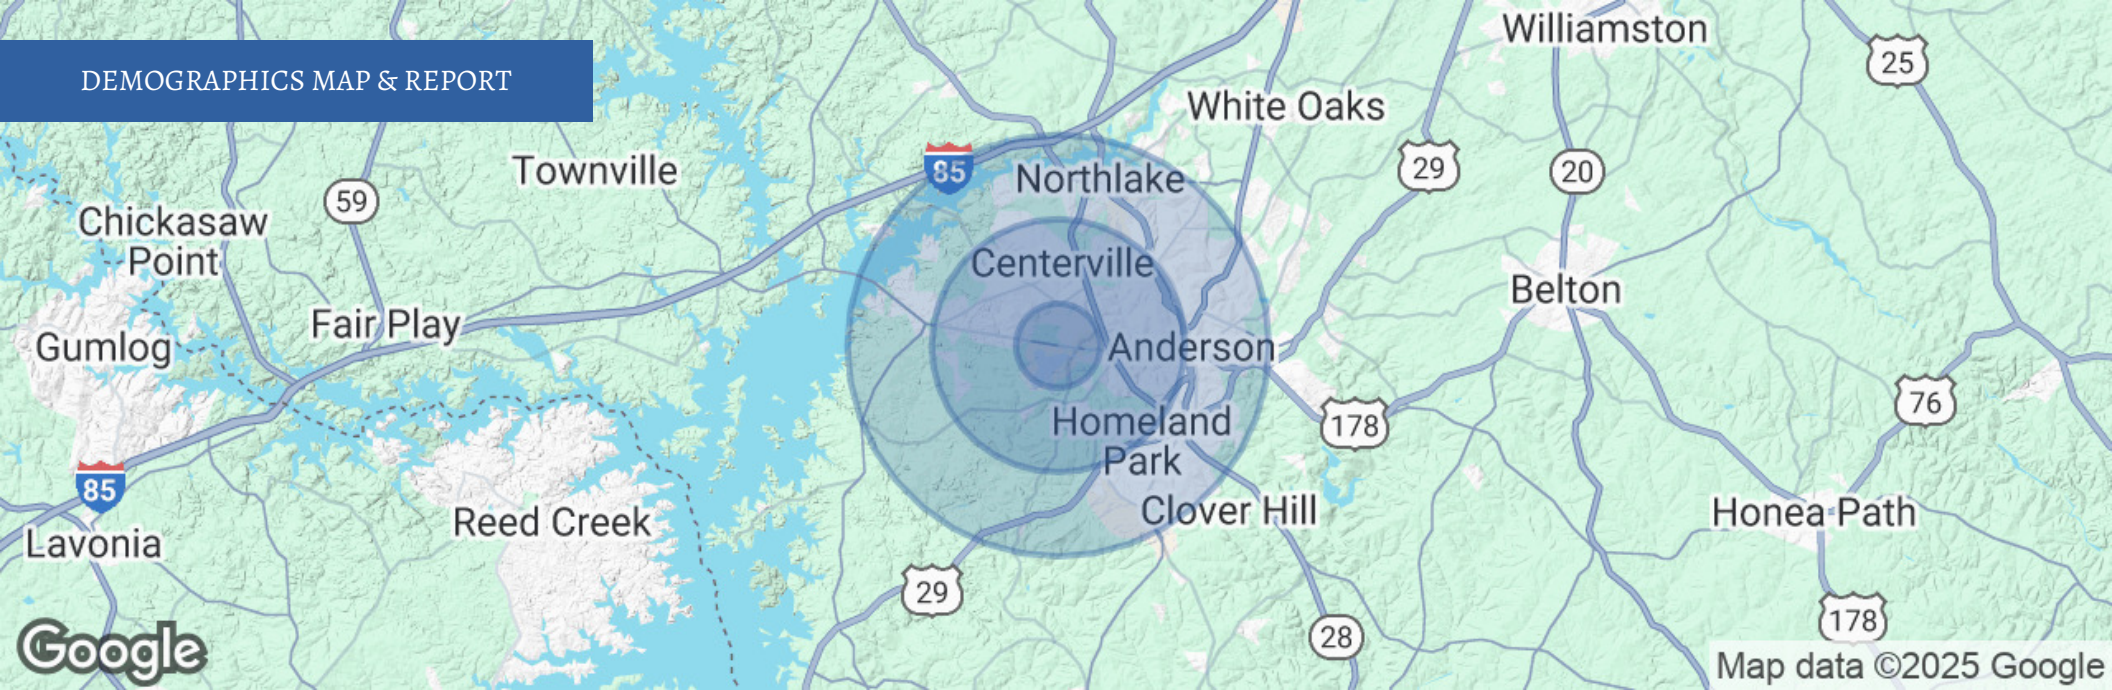 DEMOGRAPHICS MAP & REPORT
Williamston
25
White Oaks
Townville
85
Northlake
29
20
59
Chickasaw
Point
Centerville
Belton
Fair Play
Gumlog
Anderson
76
Homeland
Park
178
85
Reed Creek
Clover Hill
Honea Path
Lavonia
29
178
28
Google
Map data ©2025 Google